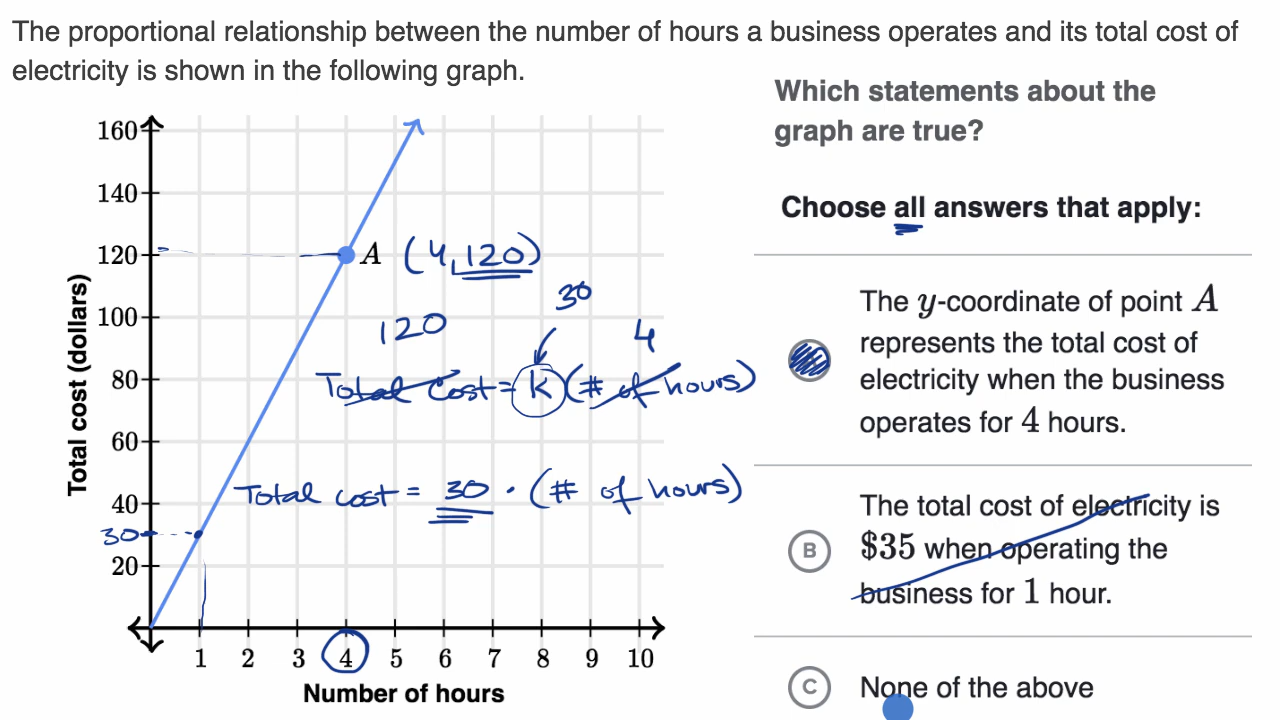 The proportional relationship between the number of hours a business operates and its total cost of
electricity is shown in the following graph.
Which statements about the
graph are true?
Choose all answers that apply:
The y-coordinate of point A
represents the total cost of
electricity when the business
operates for 4 hours.
B
The total cost of electricity is
$35 when operating the
business for 1 hour.
C
None of the above
Total cost (dollars)
160
140
120
100
80
60
40
30
20
A (4,120)
30
120
4
Total cost = k (# of hours)
Total cost = 30 · (# of hours)
1 2 3 4 5 6 7 8 9 10
Number of hours